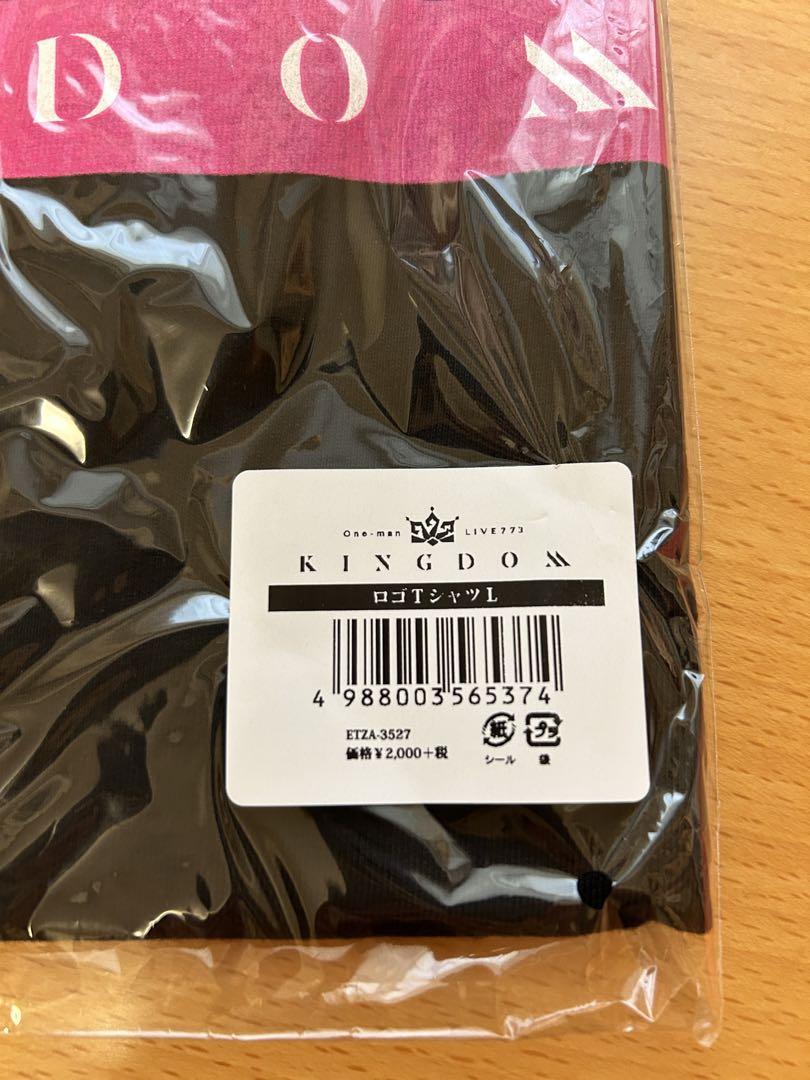 DOM
One-man LIVE773
KINGDOM
ロゴTシャツL
4 988003 565374
ETZA-3527
価格¥2,000+税
紙 プラ
シール 袋